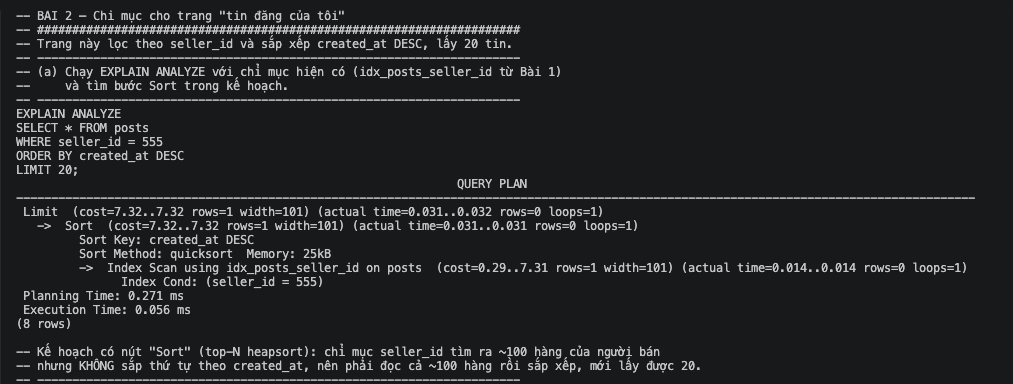 -- BÀI 2 — Chỉ mục cho trang "tin đăng của tôi"
-- ####################################################################
-- Trang này lọc theo seller_id và sắp xếp created_at DESC, lấy 20 tin.
-- --------------------------------------------------------------------
-- (a) Chạy EXPLAIN ANALYZE với chỉ mục hiện có (idx_posts_seller_id từ Bài 1)
--     và tìm bước Sort trong kế hoạch.
-- --------------------------------------------------------------------
EXPLAIN ANALYZE
SELECT * FROM posts
WHERE seller_id = 555
ORDER BY created_at DESC
LIMIT 20;
QUERY PLAN
-----------------------------------------------------------------------------------------------------------------------------------------
Limit  (cost=7.32..7.32 rows=1 width=101) (actual time=0.031..0.032 rows=0 loops=1)
  ->  Sort  (cost=7.32..7.32 rows=1 width=101) (actual time=0.031..0.031 rows=0 loops=1)
        Sort Key: created_at DESC
        Sort Method: quicksort  Memory: 25kB
        ->  Index Scan using idx_posts_seller_id on posts  (cost=0.29..7.31 rows=1 width=101) (actual time=0.014..0.014 rows=0 loops=1)
              Index Cond: (seller_id = 555)
Planning Time: 0.271 ms
Execution Time: 0.056 ms
(8 rows)
-- Kế hoạch có nút "Sort" (top-N heapsort): chỉ mục seller_id tìm ra ~100 hàng của người bán
-- nhưng KHÔNG sắp thứ tự theo created_at, nên phải đọc cả ~100 hàng rồi sắp xếp, mới lấy được 20.
-- --------------------------------------------------------------------